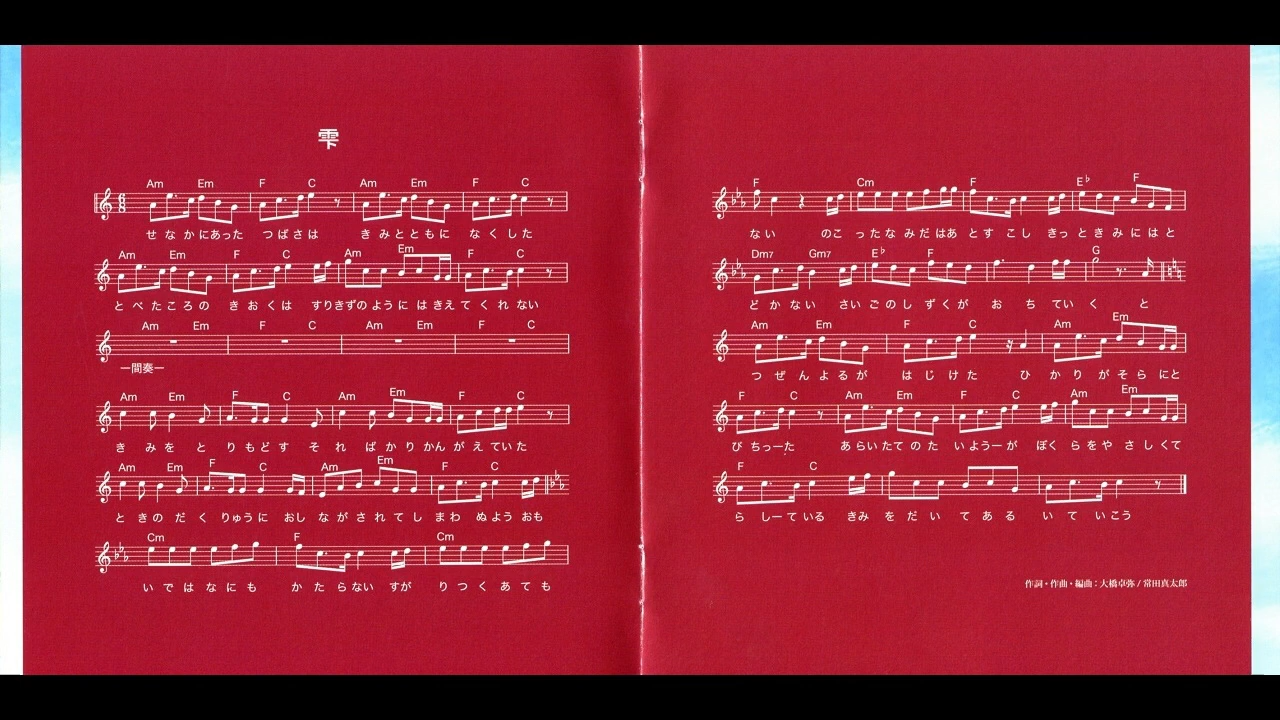 雫
Am Em F C Am Em F C
せ な か に あ っ た つ ば さ は き み と と も に な く し た
Am Em F C Am Em F C
と べ た こ ろ の き お く は すりきずの よ う に は きえ て く れ ない
Am Em F C Am Em F C
ー間奏ー
Am Em F C Am Em F C
き み を と り も ど す そ れ ば か り かん が え てい た
Am Em F C Am Em F C
と き の だ く りゅう に おし な が さ れ て し ま わ ぬ よう おも
Cm F Cm
い で は な に も か た ら ない すが り つ く あ て も
F Cm F E♭ F
な い のこ っ た な み だ はあ と す こ し きっ と き み に は と
Dm7 Gm7 E♭ F G
ど か ない さい ご の し ず く が お ち てい く と
Am Em F C Am Em
つ ぜ ん よ る が は じ け た ひ か り が そ ら にと
F C Am Em F C Am Em
び ちっー た あ らい たて の た い ようー が ぼく ら を や さ し くて
F C
ら しー て いる きみ を だ い て あ る い て い こう
作詞・作曲・編曲：大橋卓弥 / 常田真太郎